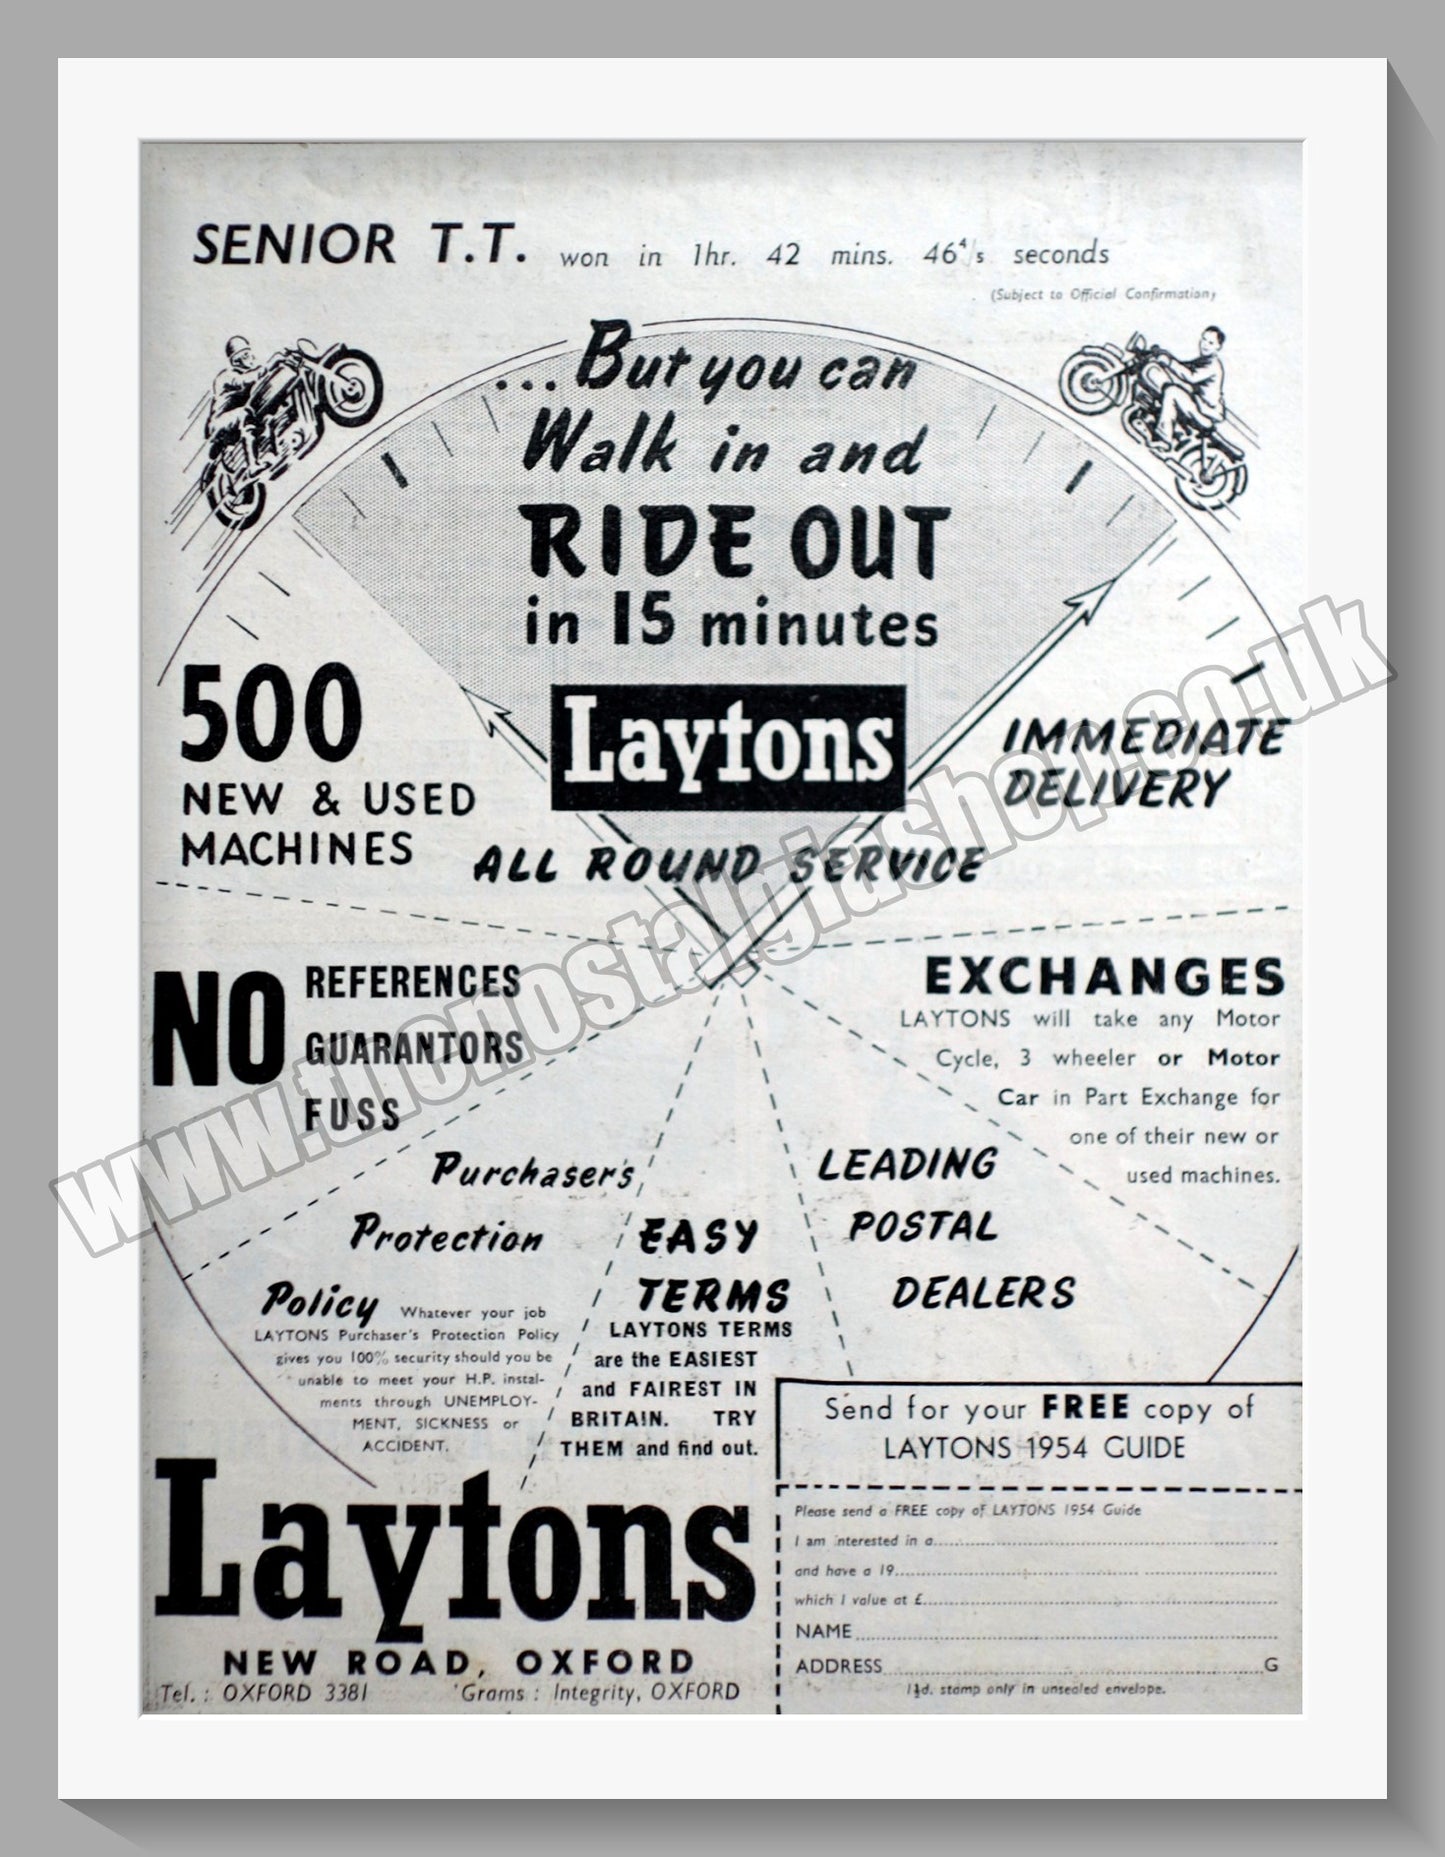 SENIOR T.T. won in 1hr. 42 mins. 46 4/5 seconds
(Subject to Official Confirmation)
...But you can
Walk in and
RIDE OUT
in 15 minutes
Laytons
500
NEW & USED
MACHINES
IMMEDIATE
DELIVERY
ALL ROUND SERVICE
NO REFERENCES
GUARANTORS
FUSS
EXCHANGES
LAYTONS will take any Motor
Cycle, 3 wheeler or Motor
Car in Part Exchange for
one of their new or
used machines.
Purchaser's
Protection
Policy Whatever your job
LAYTONS Purchaser's Protection Policy
gives you 100% security should you be
unable to meet your H.P. instal-
ments through UNEMPLOY-
MENT, SICKNESS or
ACCIDENT.
EASY
TERMS
LAYTONS TERMS
are the EASIEST
and FAIREST IN
BRITAIN. TRY
THEM and find out.
LEADING
POSTAL
DEALERS
Laytons
NEW ROAD, OXFORD
Tel.: OXFORD 3381 'Grams: Integrity, OXFORD
Send for your FREE copy of
LAYTONS 1954 GUIDE
Please send a FREE copy of LAYTONS 1954 Guide
I am interested in a
and have a 19
which I value at £
NAME
ADDRESS G
1½d. stamp only in unsealed envelope.
www.tironostalgiashop.co.uk